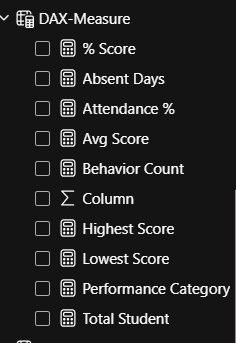 DAX-Measure
% Score
Absent Days
Attendance %
Avg Score
Behavior Count
Column
Highest Score
Lowest Score
Performance Category
Total Student